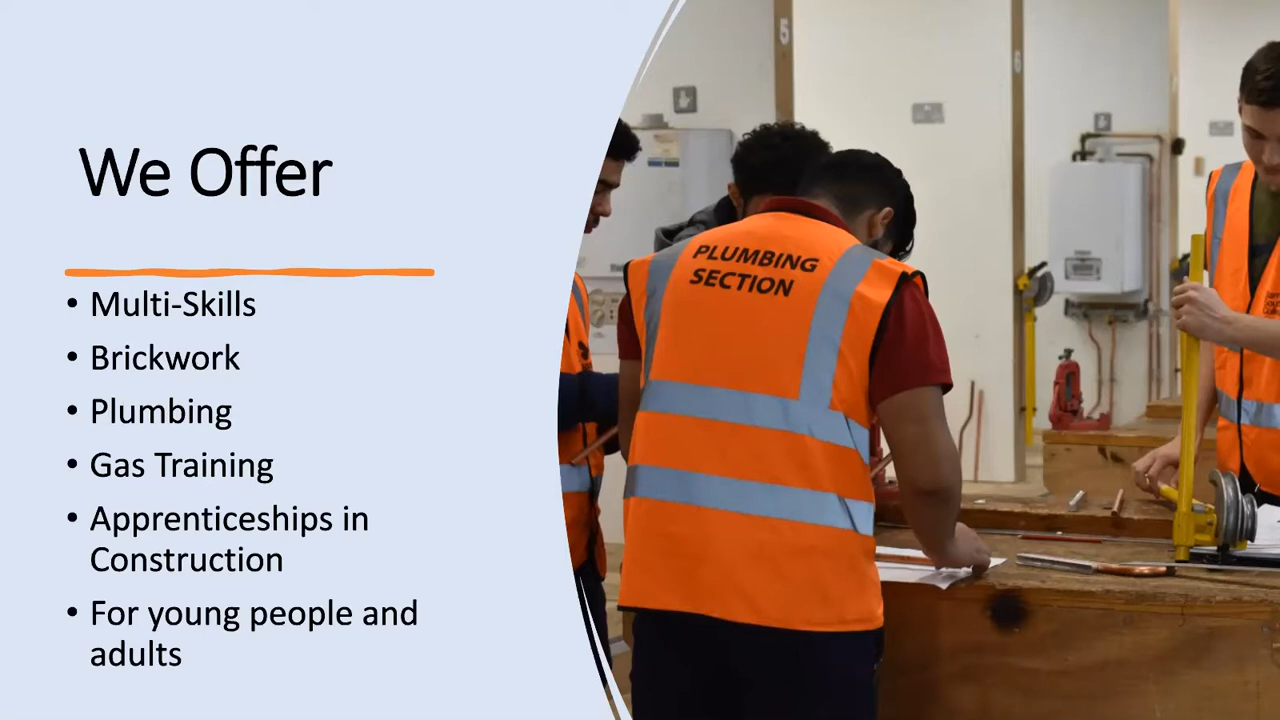 We Offer
• Multi-Skills
• Brickwork
• Plumbing
• Gas Training
• Apprenticeships in
Construction
• For young people and
adults
PLUMBING
SECTION
5
6